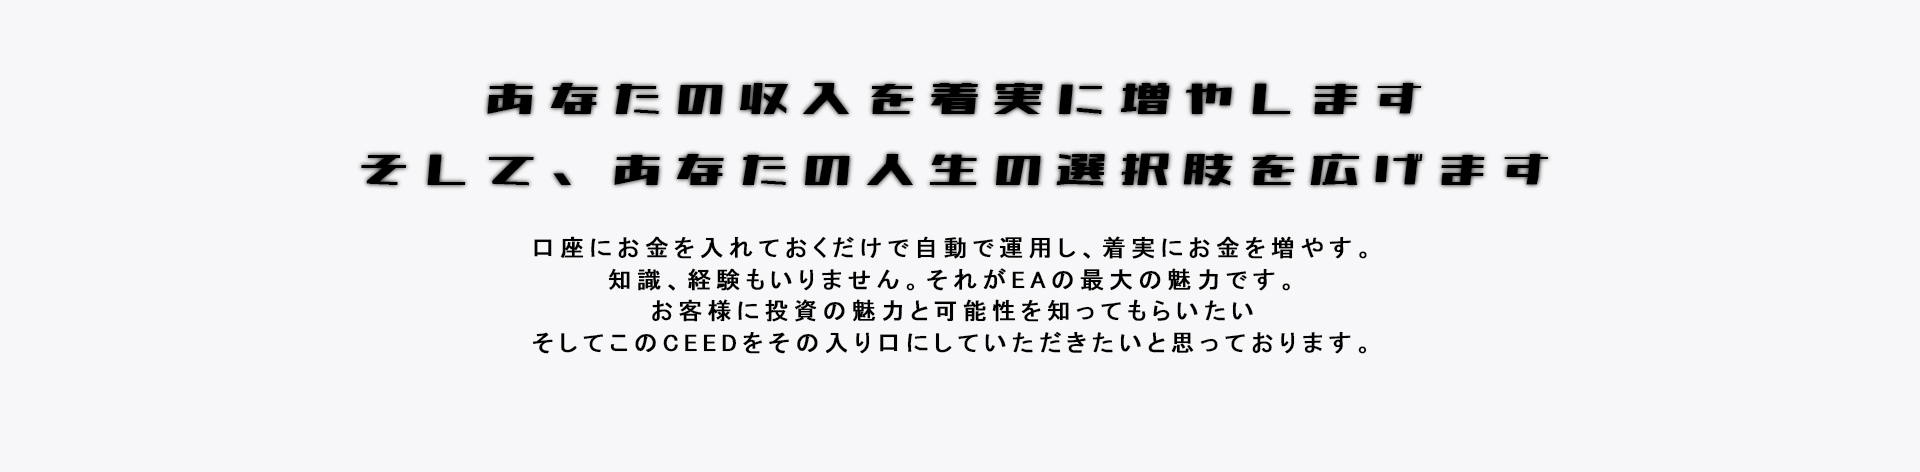 あなたの収入を着実に増やします
そして、あなたの人生の選択肢を広げます
口座にお金を入れておくだけで自動で運用し、着実にお金を増やす。
知識、経験もいりません。それがEAの最大の魅力です。
お客様に投資の魅力と可能性を知ってもらいたい
そしてこのCEEDをその入り口にしていただきたいと思っております。